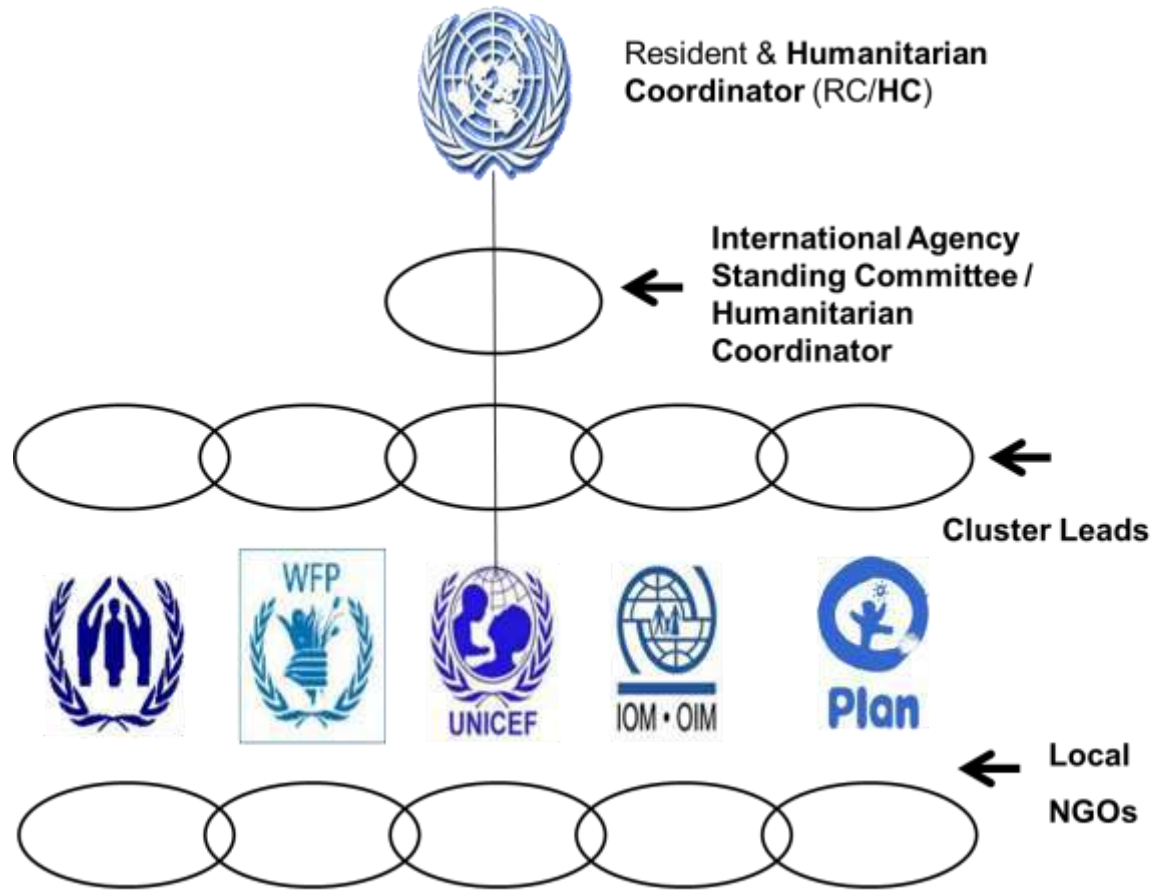 Resident & Humanitarian
Coordinator (RC/HC)
International Agency
Standing Committee /
Humanitarian
Coordinator
Cluster Leads
WFP
UNICEF
IOM • OIM
Plan
Local
NGOs